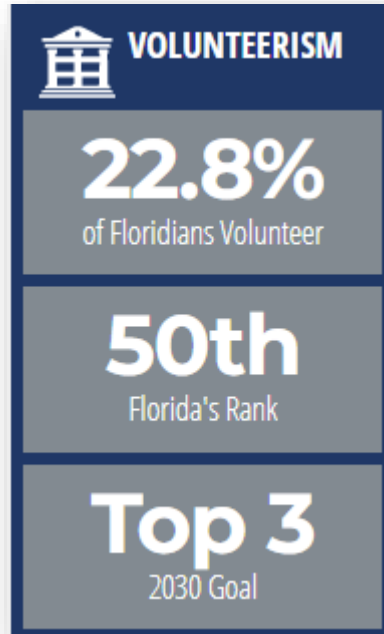 VOLUNTEERISM
22.8%
of Floridians Volunteer
50th
Florida's Rank
Top 3
2030 Goal